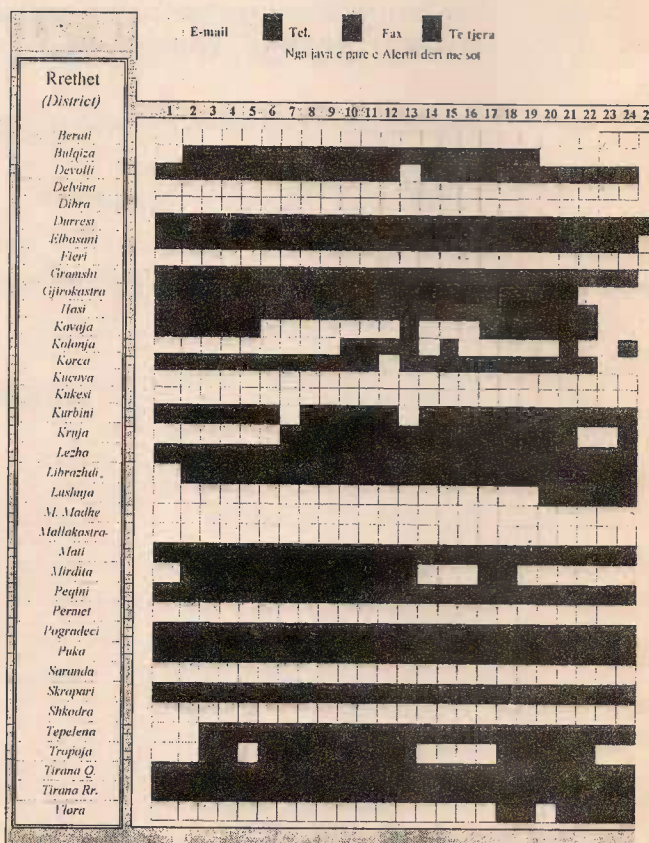 E-mail Tel. Fax Te tjera
Nga java e pare e Alertit deri me sot
Rrethet
(District)
1 2 3 4 5 6 7 8 9 10 11 12 13 14 15 16 17 18 19 20 21 22 23 24 2
Berati
Bulqiza
Devolli
Delvina
Dibra
Durresi
Elbasani
Fieri
Gramshi
Gjirokastra
Hasi
Kavaja
Kolonja
Korca
Kucova
Kukesi
Kurbini
Kruja
Lezha
Librazhdi
Lushnja
M. Madhe
Mallakastra
Mati
Mirdita
Peqini
Permet
Pogradeci
Puka
Saranda
Skrapari
Shkodra
Tepelena
Tropoja
Tirana Q.
Tirana Rr.
Vlora